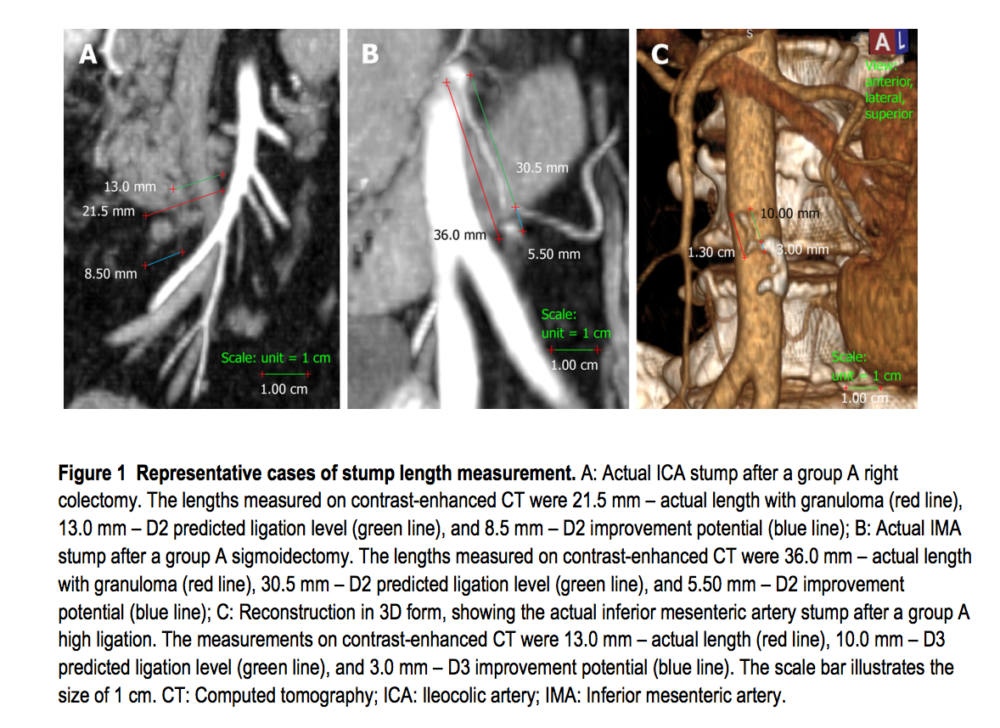 A
13.0 mm
21.5 mm
8.50 mm
Scale: unit = 1 cm
1.00 cm
B
30.5 mm
36.0 mm
5.50 mm
Scale:
unit = 1 cm
1.00 cm
C
S
A L
View:
anterior,
lateral,
superior
10.00 mm
1.30 cm
3.00 mm
Scale:
unit = 1 cm
1.00 cm
Figure 1 Representative cases of stump length measurement. A: Actual ICA stump after a group A right
colectomy. The lengths measured on contrast-enhanced CT were 21.5 mm – actual length with granuloma (red line),
13.0 mm – D2 predicted ligation level (green line), and 8.5 mm – D2 improvement potential (blue line); B: Actual IMA
stump after a group A sigmoidectomy. The lengths measured on contrast-enhanced CT were 36.0 mm – actual length
with granuloma (red line), 30.5 mm – D2 predicted ligation level (green line), and 5.50 mm – D2 improvement
potential (blue line); C: Reconstruction in 3D form, showing the actual inferior mesenteric artery stump after a group A
high ligation. The measurements on contrast-enhanced CT were 13.0 mm – actual length (red line), 10.0 mm – D3
predicted ligation level (green line), and 3.0 mm – D3 improvement potential (blue line). The scale bar illustrates the
size of 1 cm. CT: Computed tomography; ICA: Ileocolic artery; IMA: Inferior mesenteric artery.